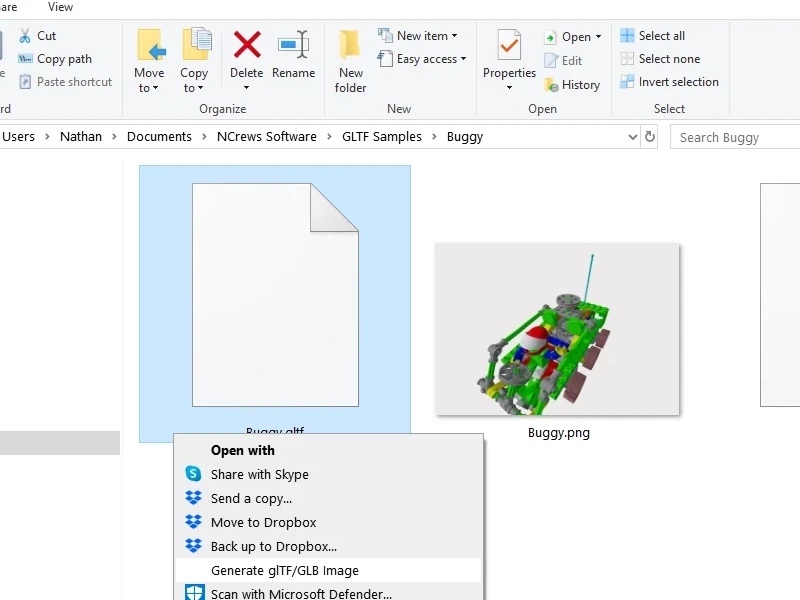 are View
Cut
Copy path
Paste shortcut
Move to
Copy to
Delete
Rename
Organize
New folder
New item
Easy access
New
Properties
Open
Edit
History
Open
Select all
Select none
Invert selection
Select
rd
Users > Nathan > Documents > NCrews Software > GLTF Samples > Buggy
Search Buggy
Buggy.gltf
Buggy.png
Open with
Share with Skype
Send a copy...
Move to Dropbox
Back up to Dropbox...
Generate glTF/GLB Image
Scan with Microsoft Defender...